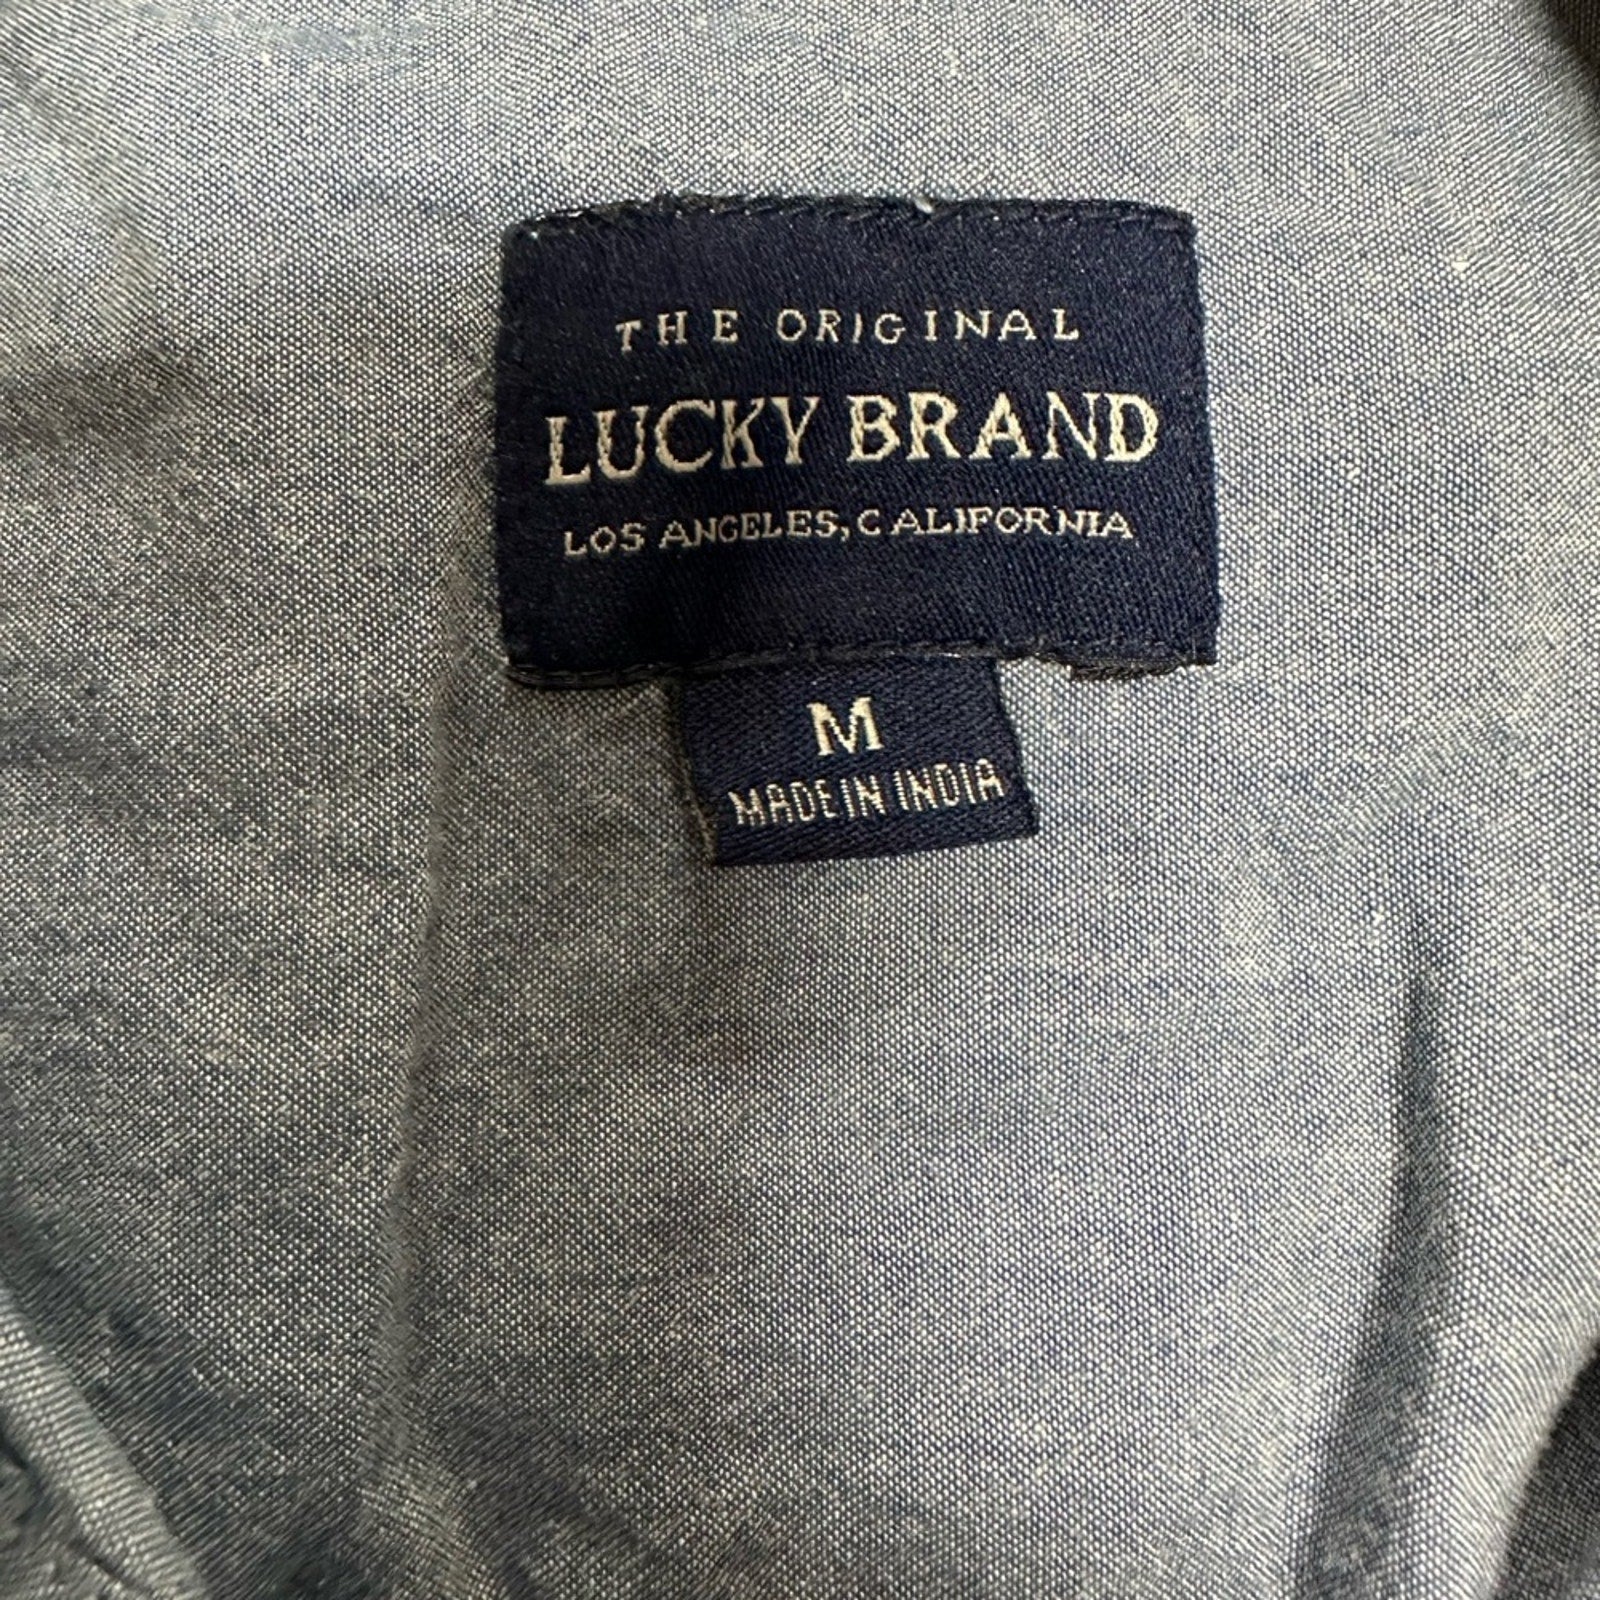 THE ORIGINAL
LUCKY BRAND
LOS ANGELES, CALIFORNIA
M
MADE IN INDIA